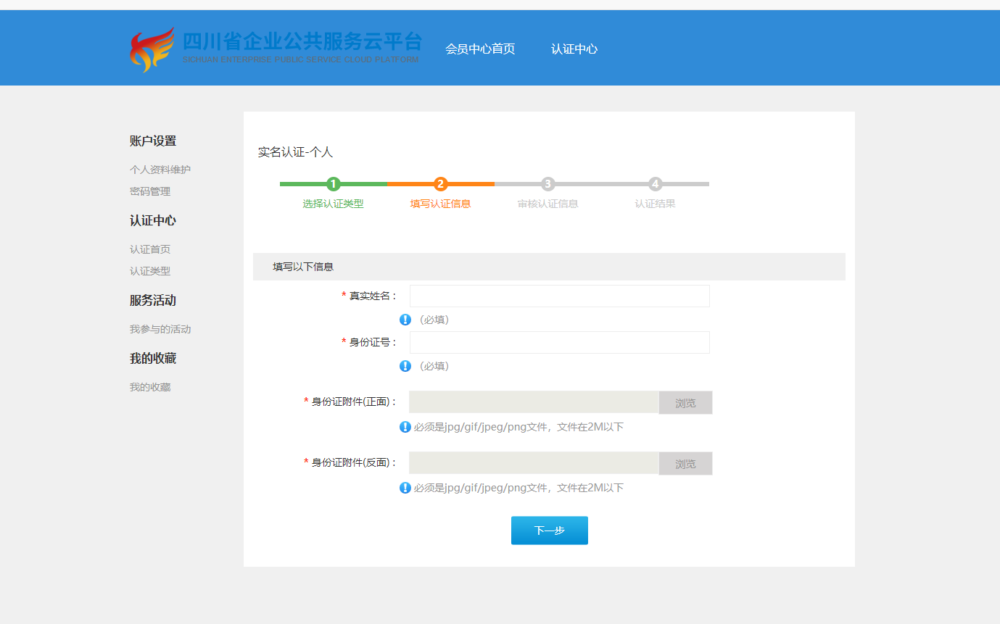 四川省企业公共服务云平台
SICHUAN ENTERPRISE PUBLIC SERVICE CLOUD PLATFORM
会员中心首页 认证中心
账户设置
个人资料维护
密码管理
认证中心
认证首页
认证类型
服务活动
我参与的活动
我的收藏
我的收藏
实名认证-个人
1 2 3 4
选择认证类型 填写认证信息 审核认证信息 认证结果
填写以下信息
* 真实姓名：
（必填）
* 身份证号：
（必填）
* 身份证附件(正面)： 浏览
必须是jpg/gif/jpeg/png文件，文件在2M以下
* 身份证附件(反面)： 浏览
必须是jpg/gif/jpeg/png文件，文件在2M以下
下一步